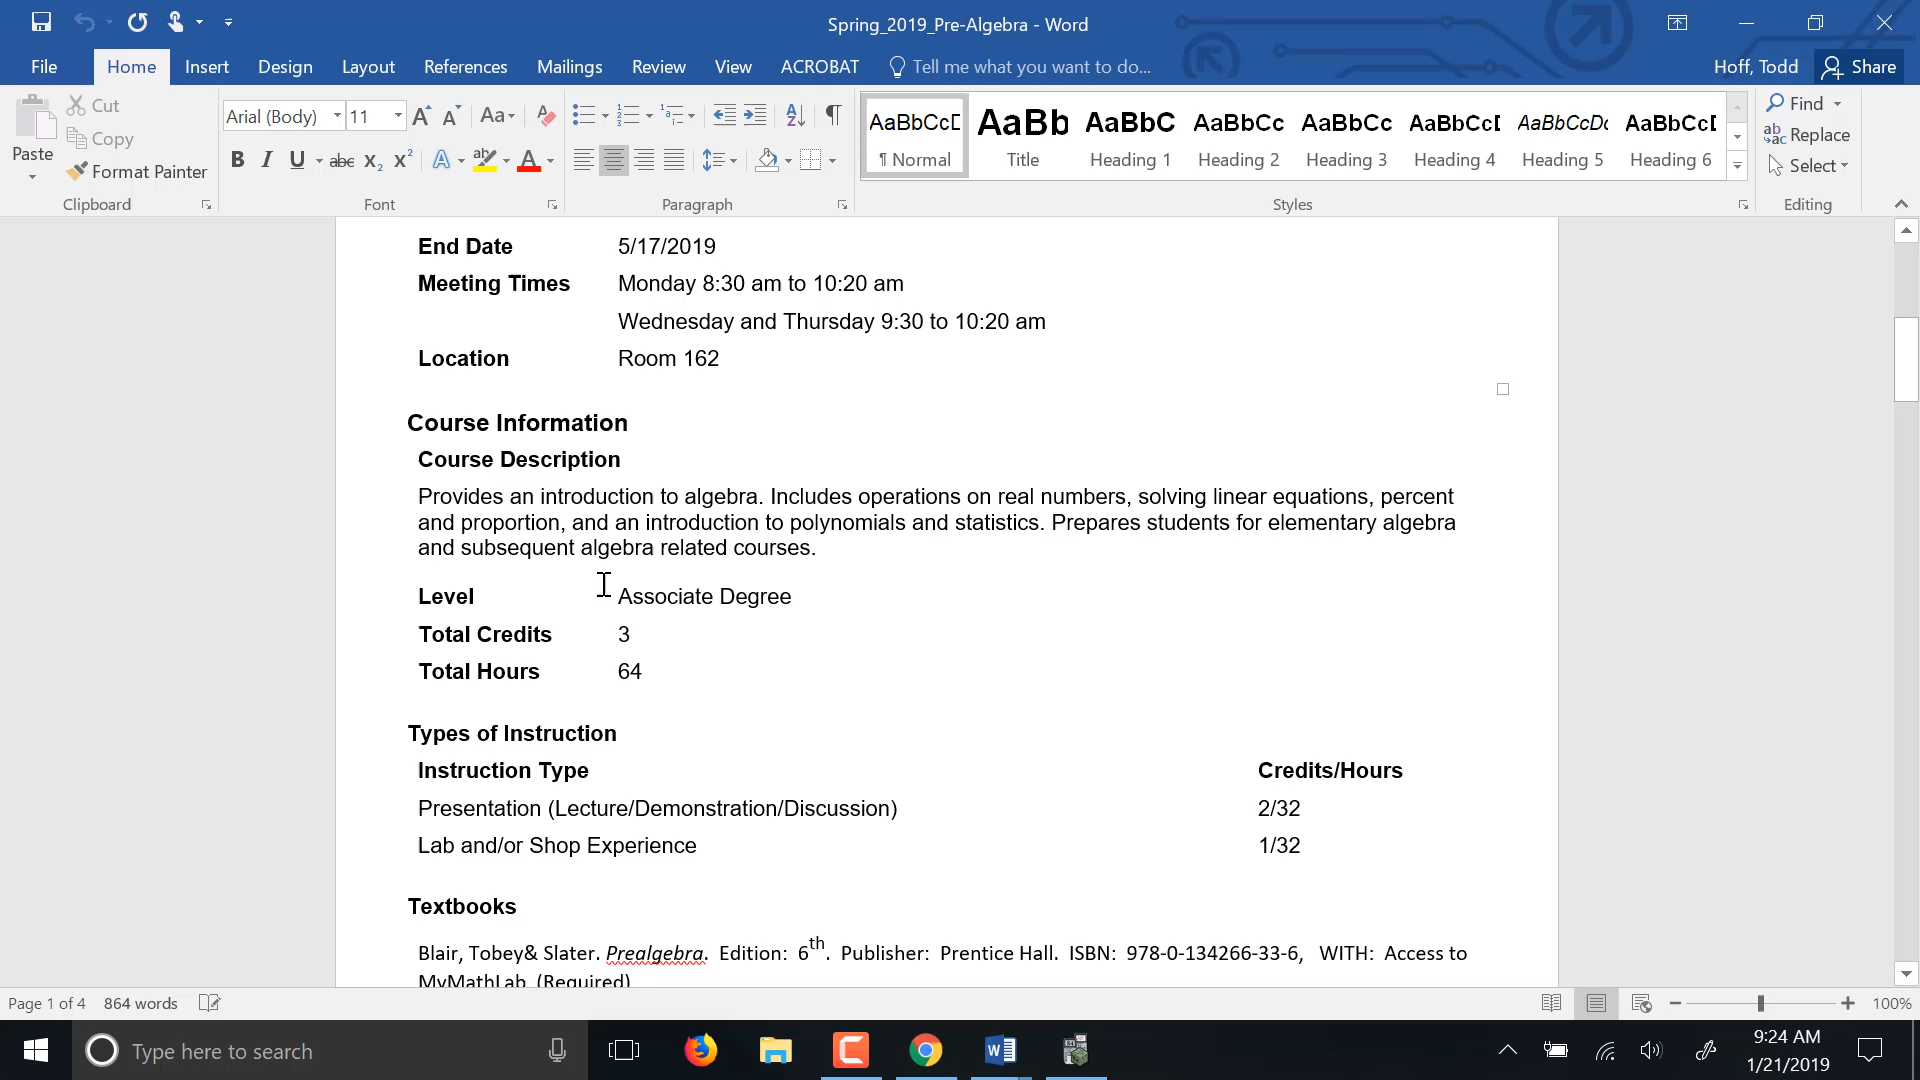 Spring_2019_Pre-Algebra - Word
File Home Insert Design Layout References Mailings Review View ACROBAT Tell me what you want to do... Hoff, Todd Share
Paste Cut Copy Format Painter
Clipboard
Arial (Body) 11
Font
Paragraph
AaBbCcD ¶ Normal
AaBb Title
AaBbC Heading 1
AaBbCc Heading 2
AaBbCc Heading 3
AaBbCcD Heading 4
AaBbCcDc Heading 5
AaBbCcD Heading 6
Styles
Find
Replace
Select
Editing
End Date 5/17/2019
Meeting Times Monday 8:30 am to 10:20 am
Wednesday and Thursday 9:30 to 10:20 am
Location Room 162
Course Information
Course Description
Provides an introduction to algebra. Includes operations on real numbers, solving linear equations, percent
and proportion, and an introduction to polynomials and statistics. Prepares students for elementary algebra
and subsequent algebra related courses.
Level Associate Degree
Total Credits 3
Total Hours 64
Types of Instruction
Instruction Type Credits/Hours
Presentation (Lecture/Demonstration/Discussion) 2/32
Lab and/or Shop Experience 1/32
Textbooks
Blair, Tobey& Slater. Prealgebra. Edition: 6th. Publisher: Prentice Hall. ISBN: 978-0-134266-33-6, WITH: Access to
MyMathLab. (Required)
Page 1 of 4 864 words 100%
Type here to search
9:24 AM
1/21/2019